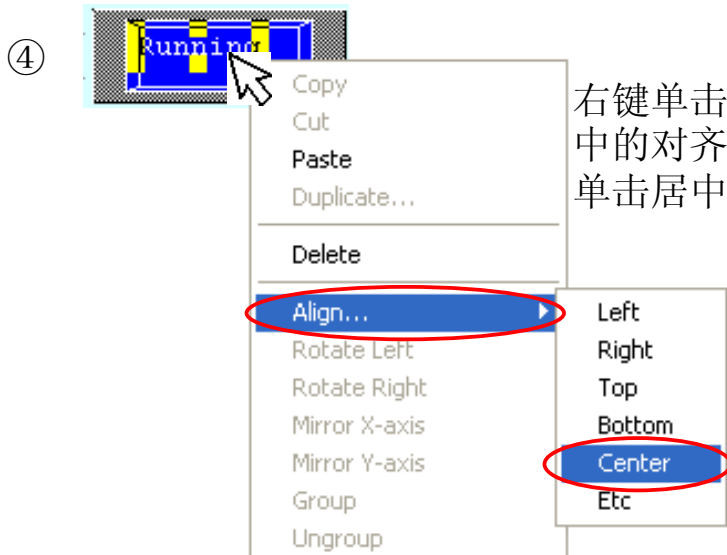 ④
Running
右键单击
中的对齐
单击居中
Copy
Cut
Paste
Duplicate...
Delete
Align...
Rotate Left
Rotate Right
Mirror X-axis
Mirror Y-axis
Group
Ungroup
Left
Right
Top
Bottom
Center
Etc